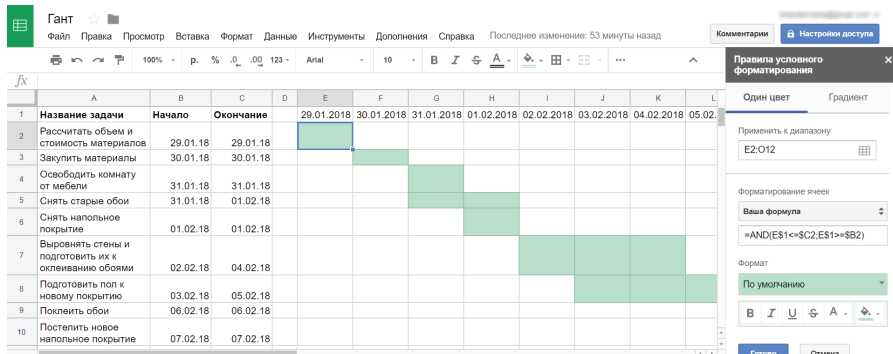 Гант
Файл Правка Просмотр Вставка Формат Данные Инструменты Дополнения Справка Последнее изменение: 53 минуты назад
Комментарии Настройки доступа
100% р. % .0 .00 123 Arial 10 B I S A
fx
A B C D E F G H I J K L
1 Название задачи Начало Окончание 29.01.2018 30.01.2018 31.01.2018 01.02.2018 02.02.2018 03.02.2018 04.02.2018 05.02.
2 Рассчитать объем и
стоимость материалов 29.01.18 29.01.18
3 Закупить материалы 30.01.18 30.01.18
4 Освободить комнату
от мебели 31.01.18 31.01.18
5 Снять старые обои 31.01.18 01.02.18
6 Снять напольное
покрытие 01.02.18 01.02.18
7 Выровнять стены и
подготовить их к
оклеиванию обоями 02.02.18 04.02.18
8 Подготовить пол к
новому покрытию 03.02.18 05.02.18
9 Поклеить обои 06.02.18 06.02.18
10 Постелить новое
напольное покрытие 07.02.18 07.02.18
Правила условного
форматирования
Один цвет Градиент
Применить к диапазону
E2:O12
Форматирование ячеек
Ваша формула
=AND(E$1<=$C2;E$1>=$B2)
Формат
По умолчанию
B I U S A
Готово Отмена